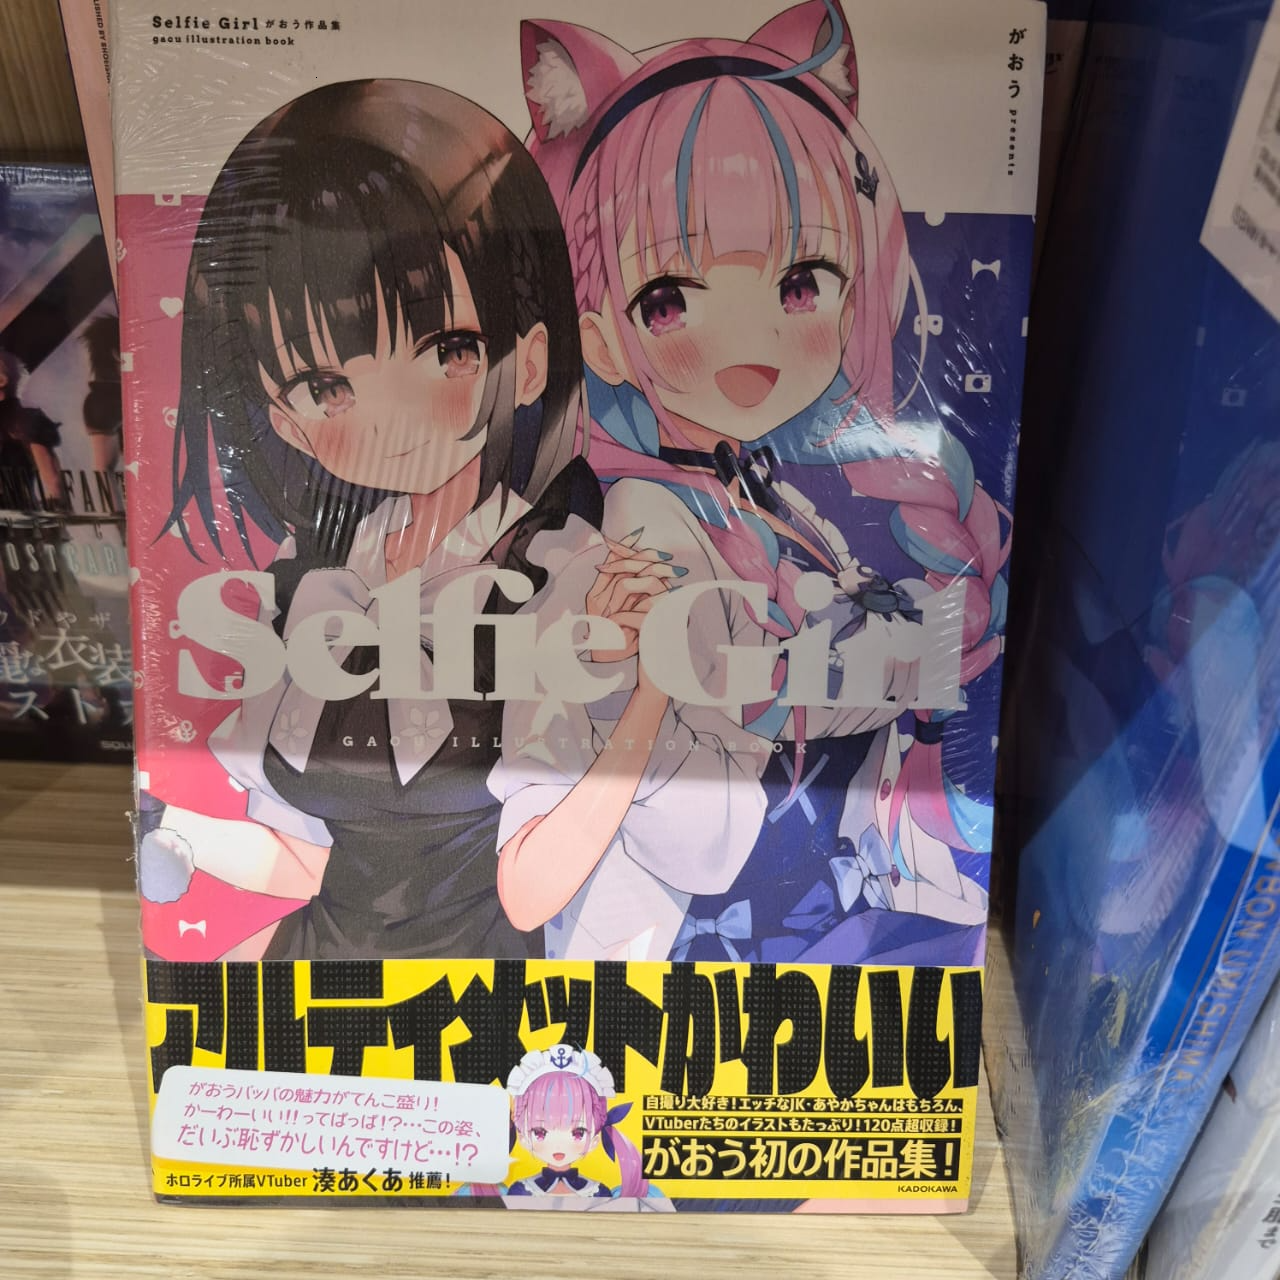 Selfie Girl がおう作品集
gaou illustration book
がおう presents
Selfie Girl
GAOU ILLUSTRATION BOOK
アルティメットかわいい
がおうパッパの魅力がてんこ盛り!
かーわーいい!!ってぱっぱ!?…この姿、
だいぶ恥ずかしいんですけど…!?
ホロライブ所属VTuber 湊あくあ 推薦!
自撮り大好き!エッチなJK・あやかちゃんはもちろん、
VTuberたちのイラストもたっぷり!120点超収録!
がおう初の作品集!
KADOKAWA
BON UMISHIMA